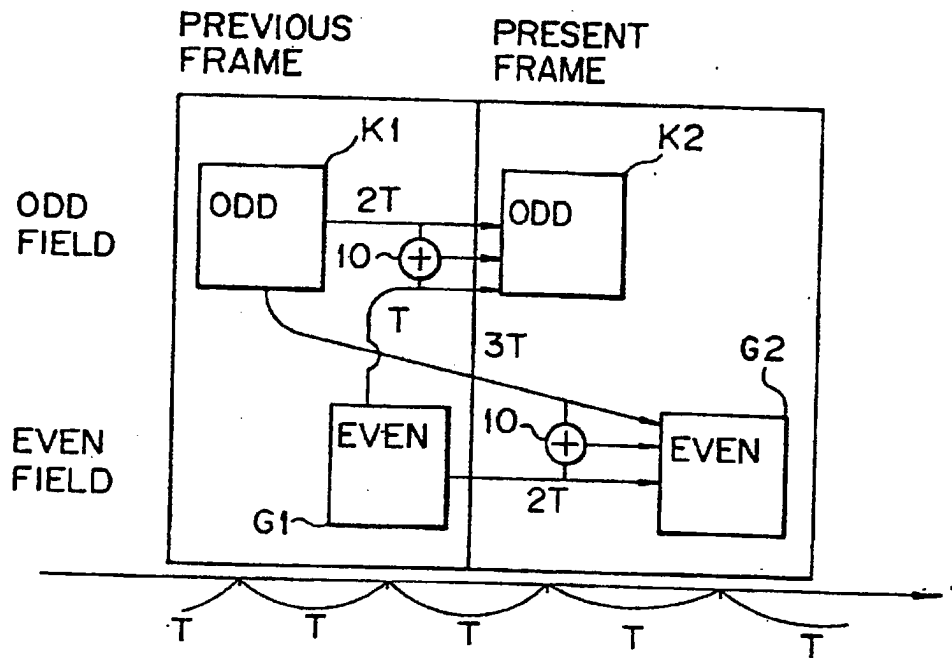 PREVIOUS
FRAME
PRESENT
FRAME
K1
K2
ODD
FIELD
ODD
2T
ODD
10
T
3T
G2
EVEN
FIELD
EVEN
10
EVEN
2T
G1
T
T
T
T
T